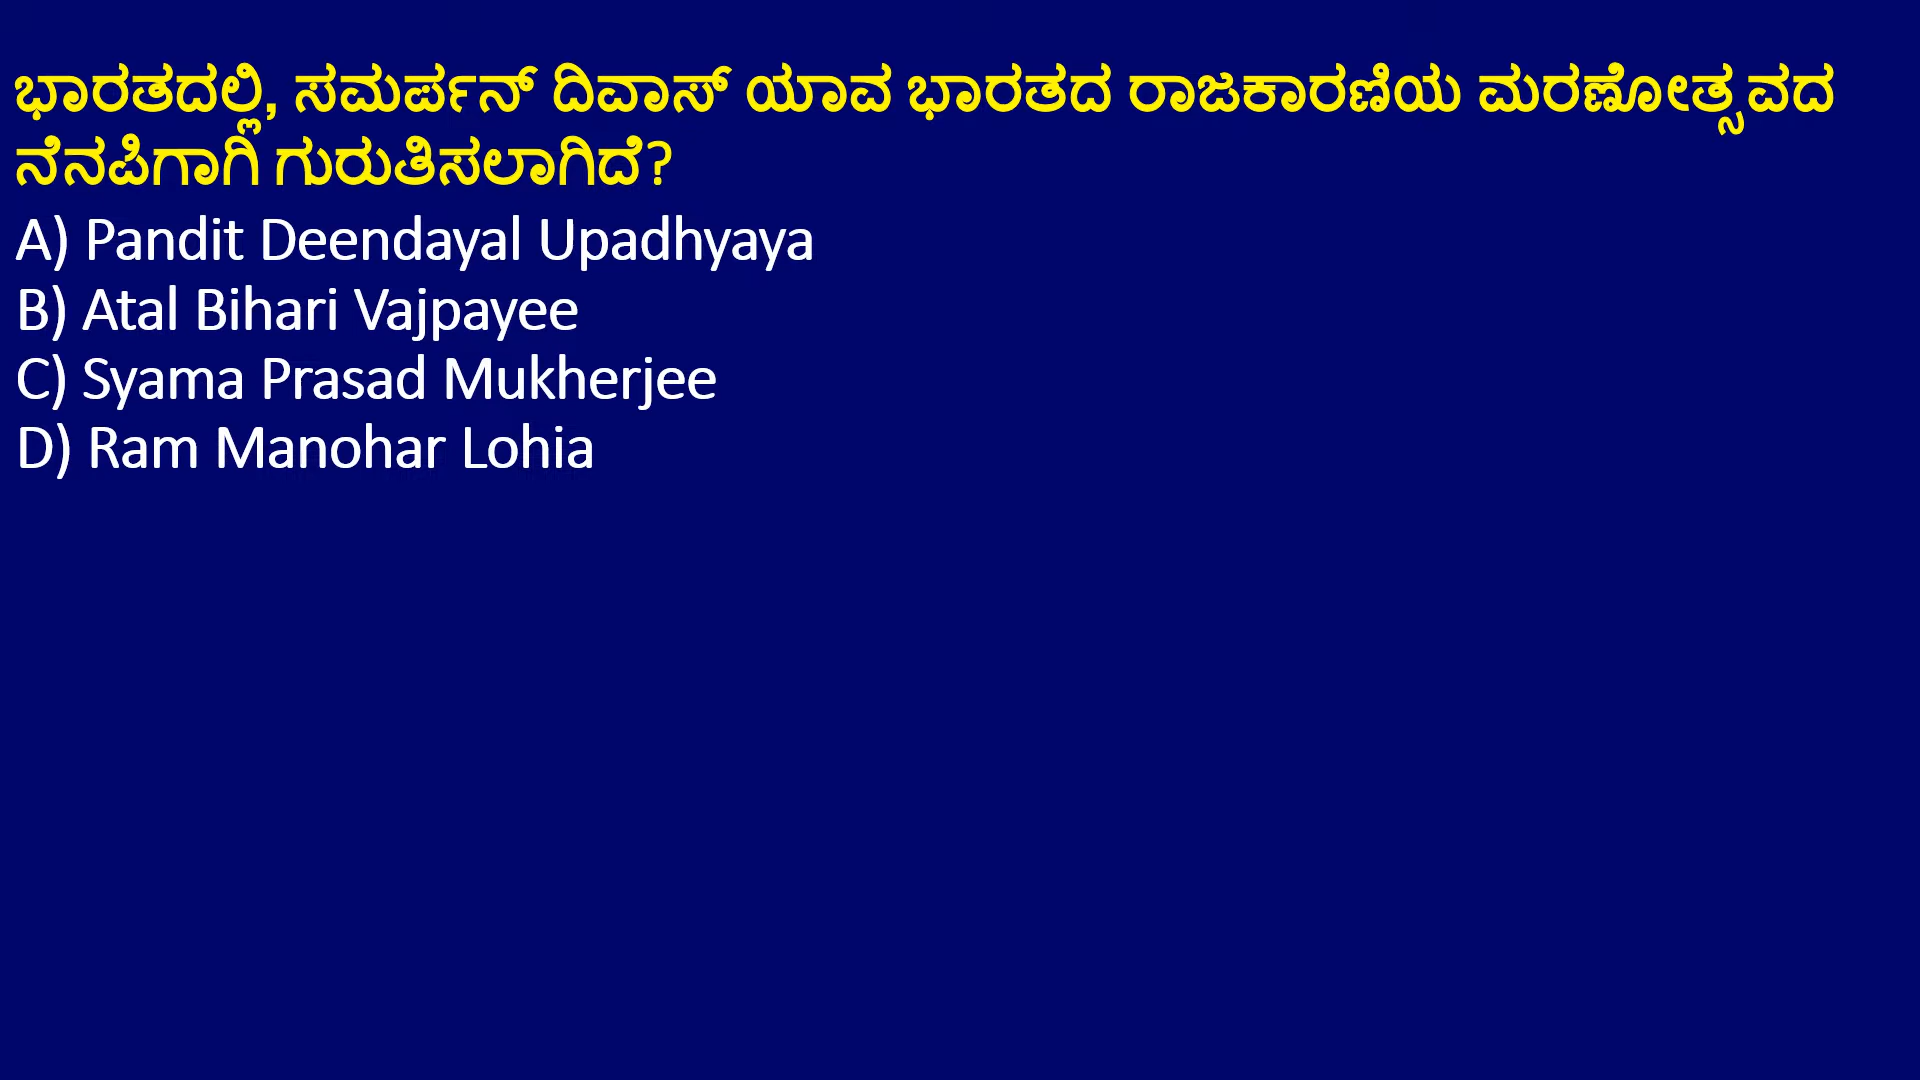 ಭಾರತದಲ್ಲಿ, ಸಮರ್ಪನ್ ದಿವಾಸ್ ಯಾವ ಭಾರತದ ರಾಜಕಾರಣಿಯ ಮರಣೋತ್ಸವದ
ನೆನಪಿಗಾಗಿ ಗುರುತಿಸಲಾಗಿದೆ?
A) Pandit Deendayal Upadhyaya
B) Atal Bihari Vajpayee
C) Syama Prasad Mukherjee
D) Ram Manohar Lohia